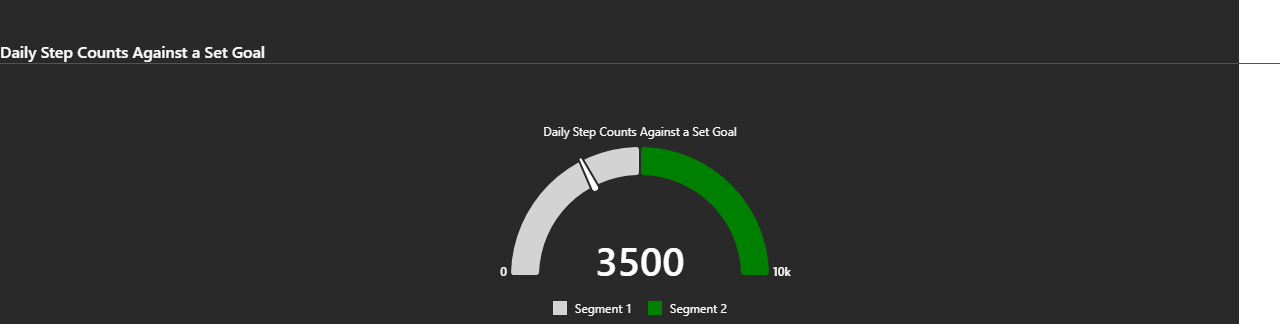 Daily Step Counts Against a Set Goal
Daily Step Counts Against a Set Goal
3500
0 10k
Segment 1 Segment 2